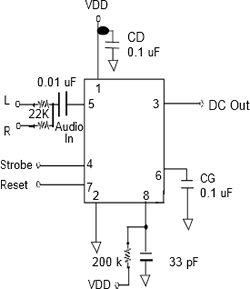 VDD
CD
0.1 uF
0.01 uF
1
L
5
3
DC Out
22K
R
Audio
In
Strobe
4
6
Reset
7
CG
0.1 uF
2
8
200 k
33 pF
VDD